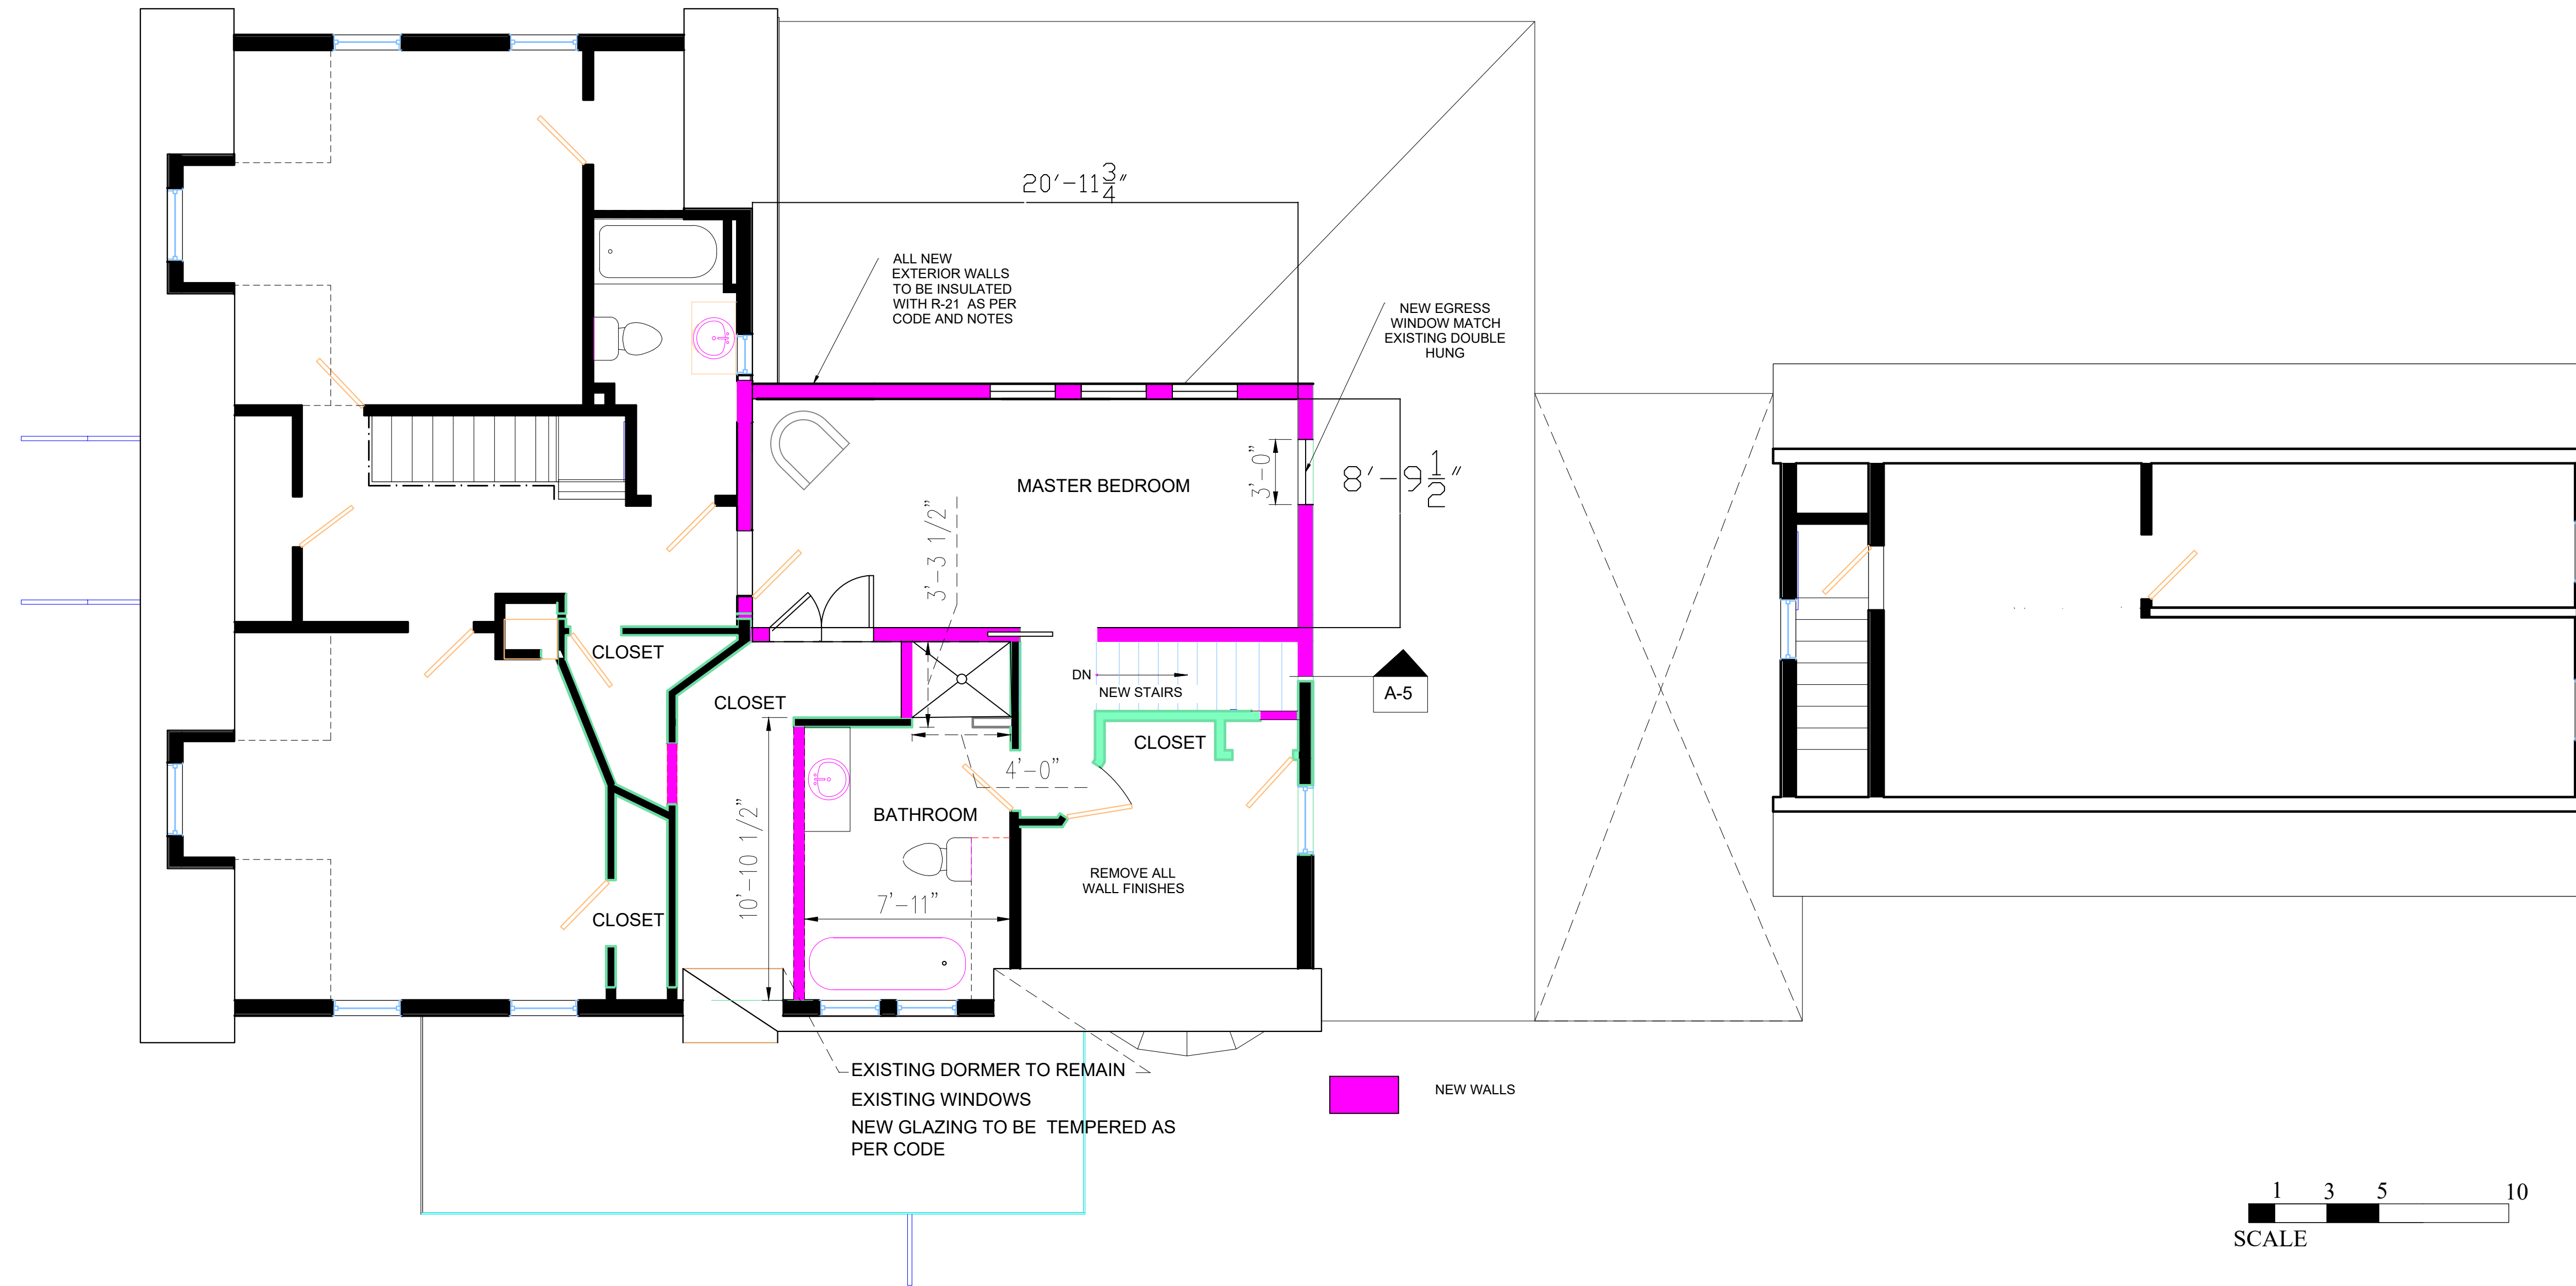 20'-11 3/4"
ALL NEW
EXTERIOR WALLS
TO BE INSULATED
WITH R-21 AS PER
CODE AND NOTES
NEW EGRESS
WINDOW MATCH
EXISTING DOUBLE
HUNG
MASTER BEDROOM
3'-0"
8'-9 1/2"
3'-3 1/2"
CLOSET
CLOSET
DN
NEW STAIRS
A-5
CLOSET
4'-0"
BATHROOM
10'-10 1/2"
REMOVE ALL
WALL FINISHES
7'-11"
CLOSET
EXISTING DORMER TO REMAIN
EXISTING WINDOWS
NEW GLAZING TO BE TEMPERED AS
PER CODE
NEW WALLS
1 3 5 10
SCALE